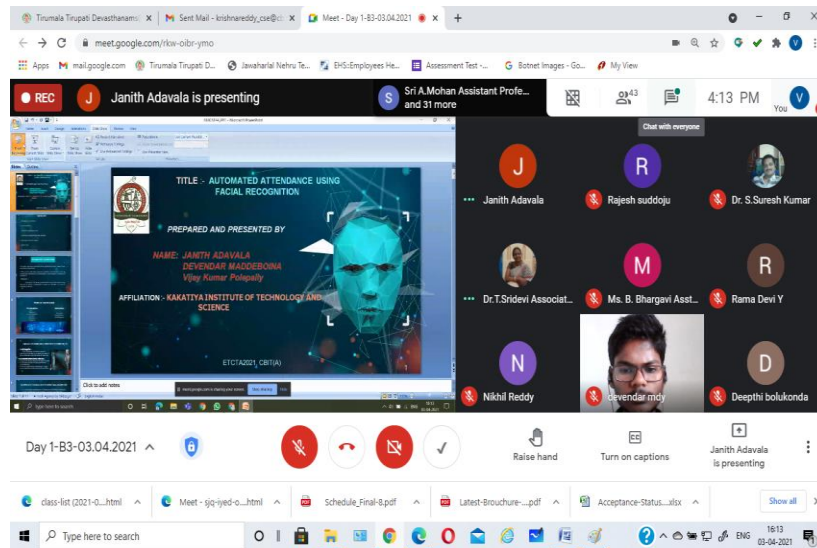 Tirumala Tirupati Devasthanams
Sent Mail - krishnareddy_cse@c
Meet - Day 1-B3-03.04.2021
meet.google.com/rkw-oibr-ymo
Apps
mail.google.com
Tirumala Tirupati D...
Jawaharlal Nehru Te...
EHS:Employees He...
Assessment Test -...
Botnet Images - Go...
My View
REC
J
Janith Adavala is presenting
S
Sri A.Mohan Assistant Profe...
and 31 more
43
4:13 PM
You
V
Chat with everyone
TITLE :- AUTOMATED ATTENDANCE USING
FACIAL RECOGNITION
PREPARED AND PRESENTED BY
NAME: JANITH ADAVALA
DEVENDAR MADDEBOINA
Vijay Kumar Polepally
AFFILIATION :- KAKATIYA INSTITUTE OF TECHNOLOGY AND
SCIENCE
ETCTA2021, CBIT(A)
1
Click to add notes
J
Janith Adavala
R
Rajesh suddoju
Dr. S.Suresh Kumar
Dr.T.Sridevi Associat...
M
Ms. B. Bhargavi Asst...
R
Rama Devi Y
N
Nikhil Reddy
devendar mdy
D
Deepthi bolukonda
Day 1-B3-03.04.2021
Raise hand
Turn on captions
Janith Adavala
is presenting
class-list (2021-0....html
Meet - sjq-iyed-o....html
Schedule_Final-8.pdf
Latest-Brouchure-....pdf
Acceptance-Status....xlsx
Show all
Type here to search
ENG
16:13
03-04-2021